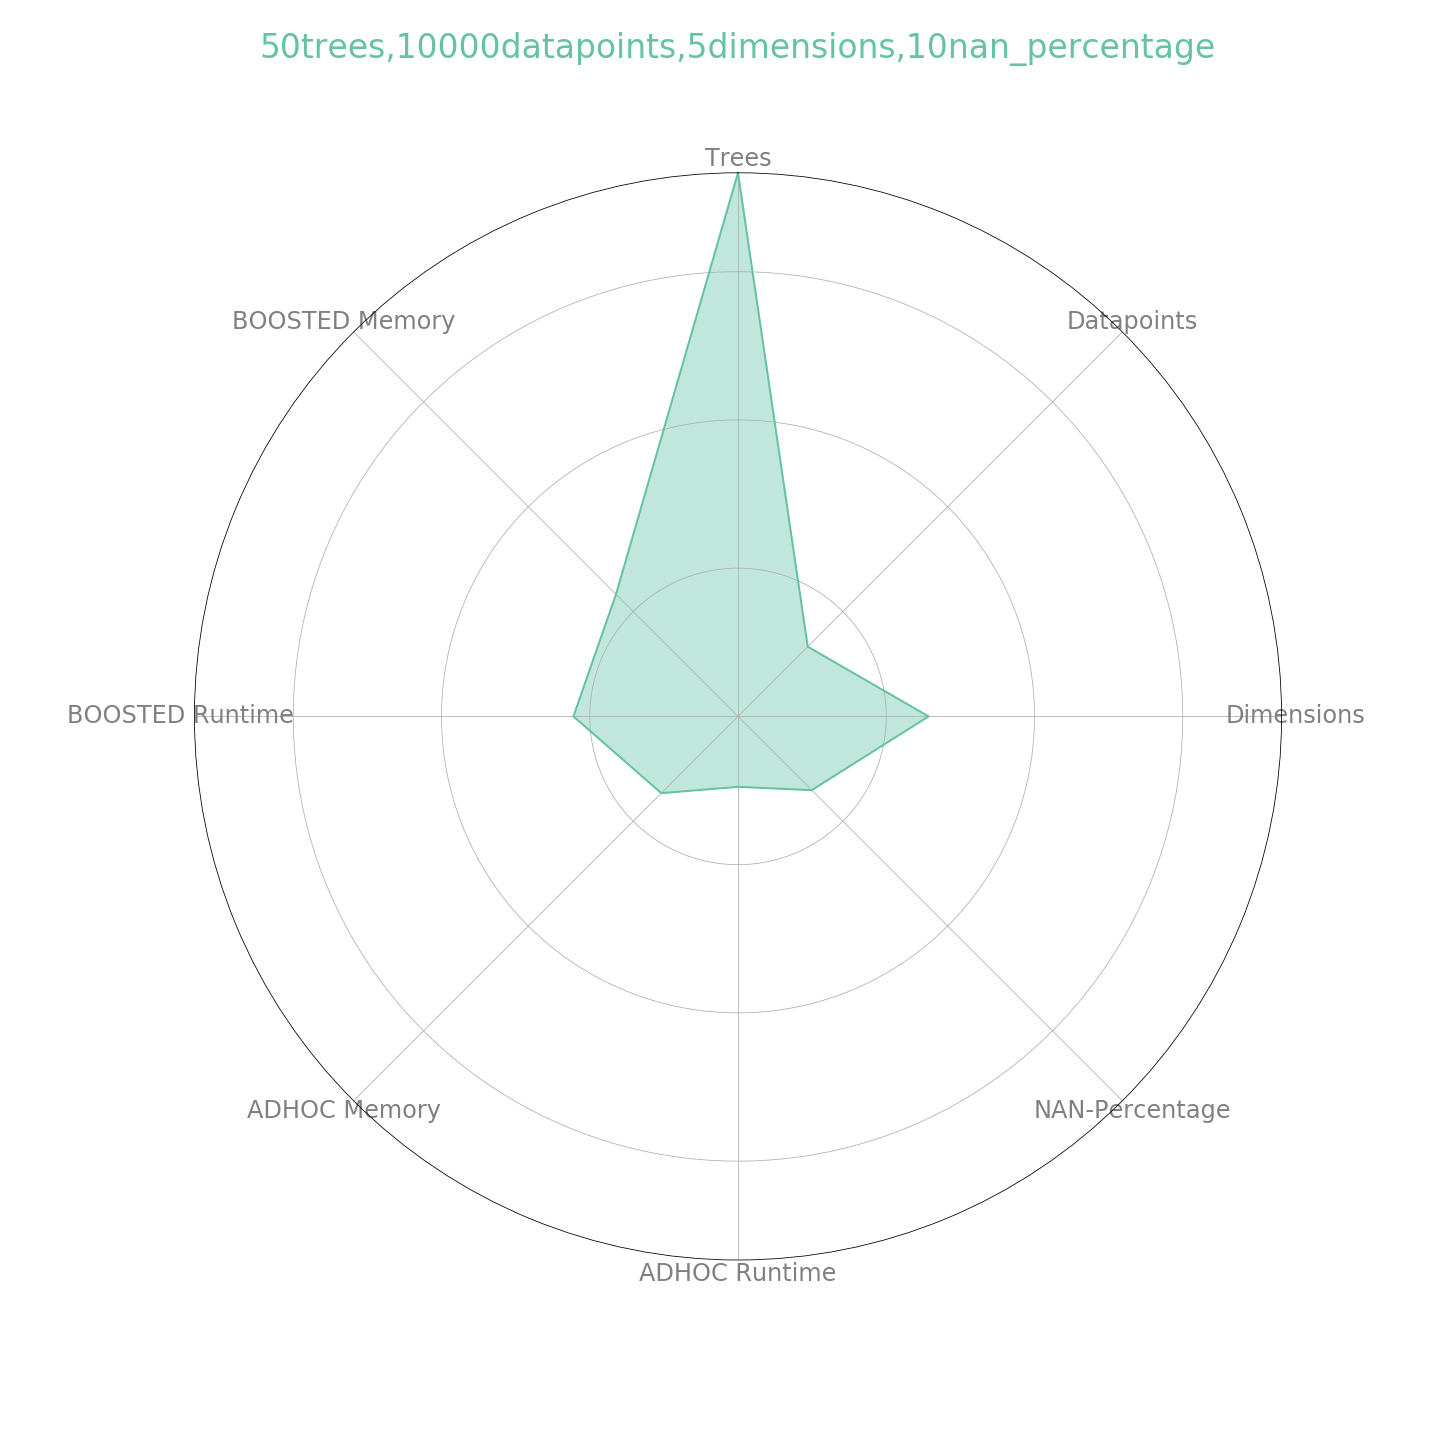 50trees,10000datapoints,5dimensions,10nan_percentage
Trees
BOOSTED Memory
Datapoints
BOOSTED Runtime
Dimensions
ADHOC Memory
NAN-Percentage
ADHOC Runtime